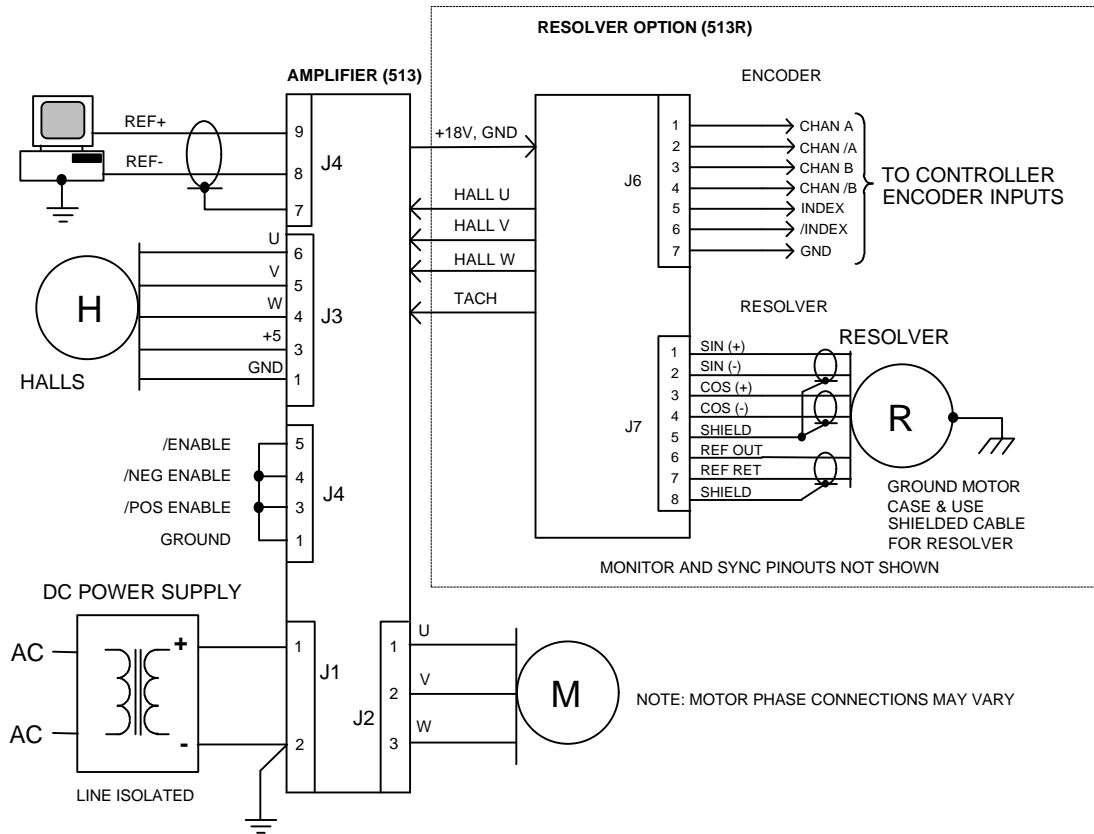 RESOLVER OPTION (513R)
AMPLIFIER (513)
ENCODER
REF+
REF-
9
8
7
J4
+18V, GND
HALL U
HALL V
HALL W
TACH
J6
1
2
3
4
5
6
7
CHAN A
CHAN /A
CHAN B
CHAN /B
INDEX
/INDEX
GND
TO CONTROLLER
ENCODER INPUTS
H
HALLS
U
V
W
+5
GND
6
5
4
3
1
J3
RESOLVER
RESOLVER
J7
1
2
3
4
5
6
7
8
SIN (+)
SIN (-)
COS (+)
COS (-)
SHIELD
REF OUT
REF RET
SHIELD
R
GROUND MOTOR
CASE & USE
SHIELDED CABLE
FOR RESOLVER
/ENABLE
/NEG ENABLE
/POS ENABLE
GROUND
5
4
3
1
J4
MONITOR AND SYNC PINOUTS NOT SHOWN
DC POWER SUPPLY
AC
AC
+
-
LINE ISOLATED
1
2
J1
J2
1
2
3
U
V
W
M
NOTE: MOTOR PHASE CONNECTIONS MAY VARY